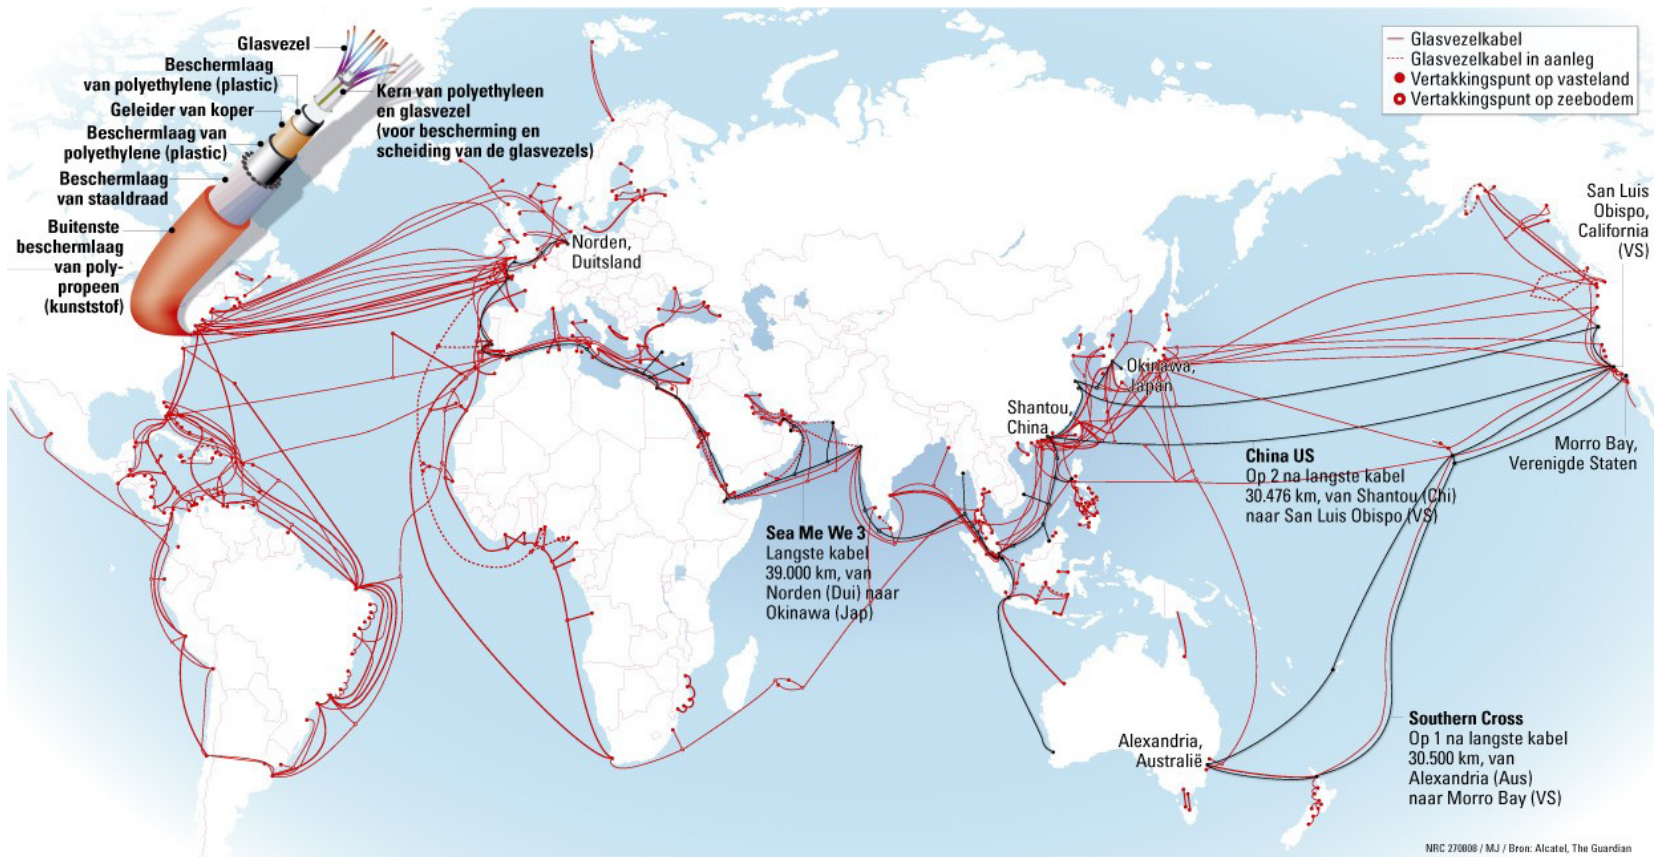 Glasvezel
Beschermlaag
van polyethylene (plastic)
Geleider van koper
Beschermlaag van
polyethylene (plastic)
Beschermlaag
van staaldraad
Buitenste
beschermlaag
van poly-
propeen
(kunststof)
Kern van polyethyleen
en glasvezel
(voor bescherming en
scheiding van de glasvezels)
Glasvezelkabel
Glasvezelkabel in aanleg
Vertakkingspunt op vasteland
Vertakkingspunt op zeebodem
San Luis
Obispo,
California
(VS)
Norden,
Duitsland
Okinawa,
Japan
Shantou,
China
Morro Bay,
Verenigde Staten
China US
Op 2 na langste kabel
30.476 km, van Shantou (Chi)
naar San Luis Obispo (VS)
Sea Me We 3
Langste kabel
39.000 km, van
Norden (Dui) naar
Okinawa (Jap)
Alexandria,
Australië
Southern Cross
Op 1 na langste kabel
30.500 km, van
Alexandria (Aus)
naar Morro Bay (VS)
NRC 270808 / MJ / Bron: Alcatel, The Guardian